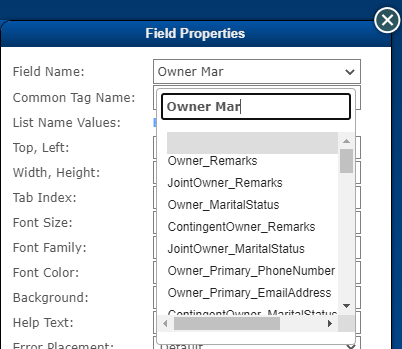 Field Properties
Field Name: Owner Mar
Common Tag Name:
Owner Mar
List Name Values:
Top, Left:
Owner_Remarks
Width, Height:
JointOwner_Remarks
Tab Index:
Owner_MaritalStatus
Font Size:
ContingentOwner_Remarks
Font Family:
JointOwner_MaritalStatus
Font Color:
Owner_Primary_PhoneNumber
Background:
Owner_Primary_EmailAddress
Help Text:
ContingentOwner_MaritalStatus
Error Placement: Default